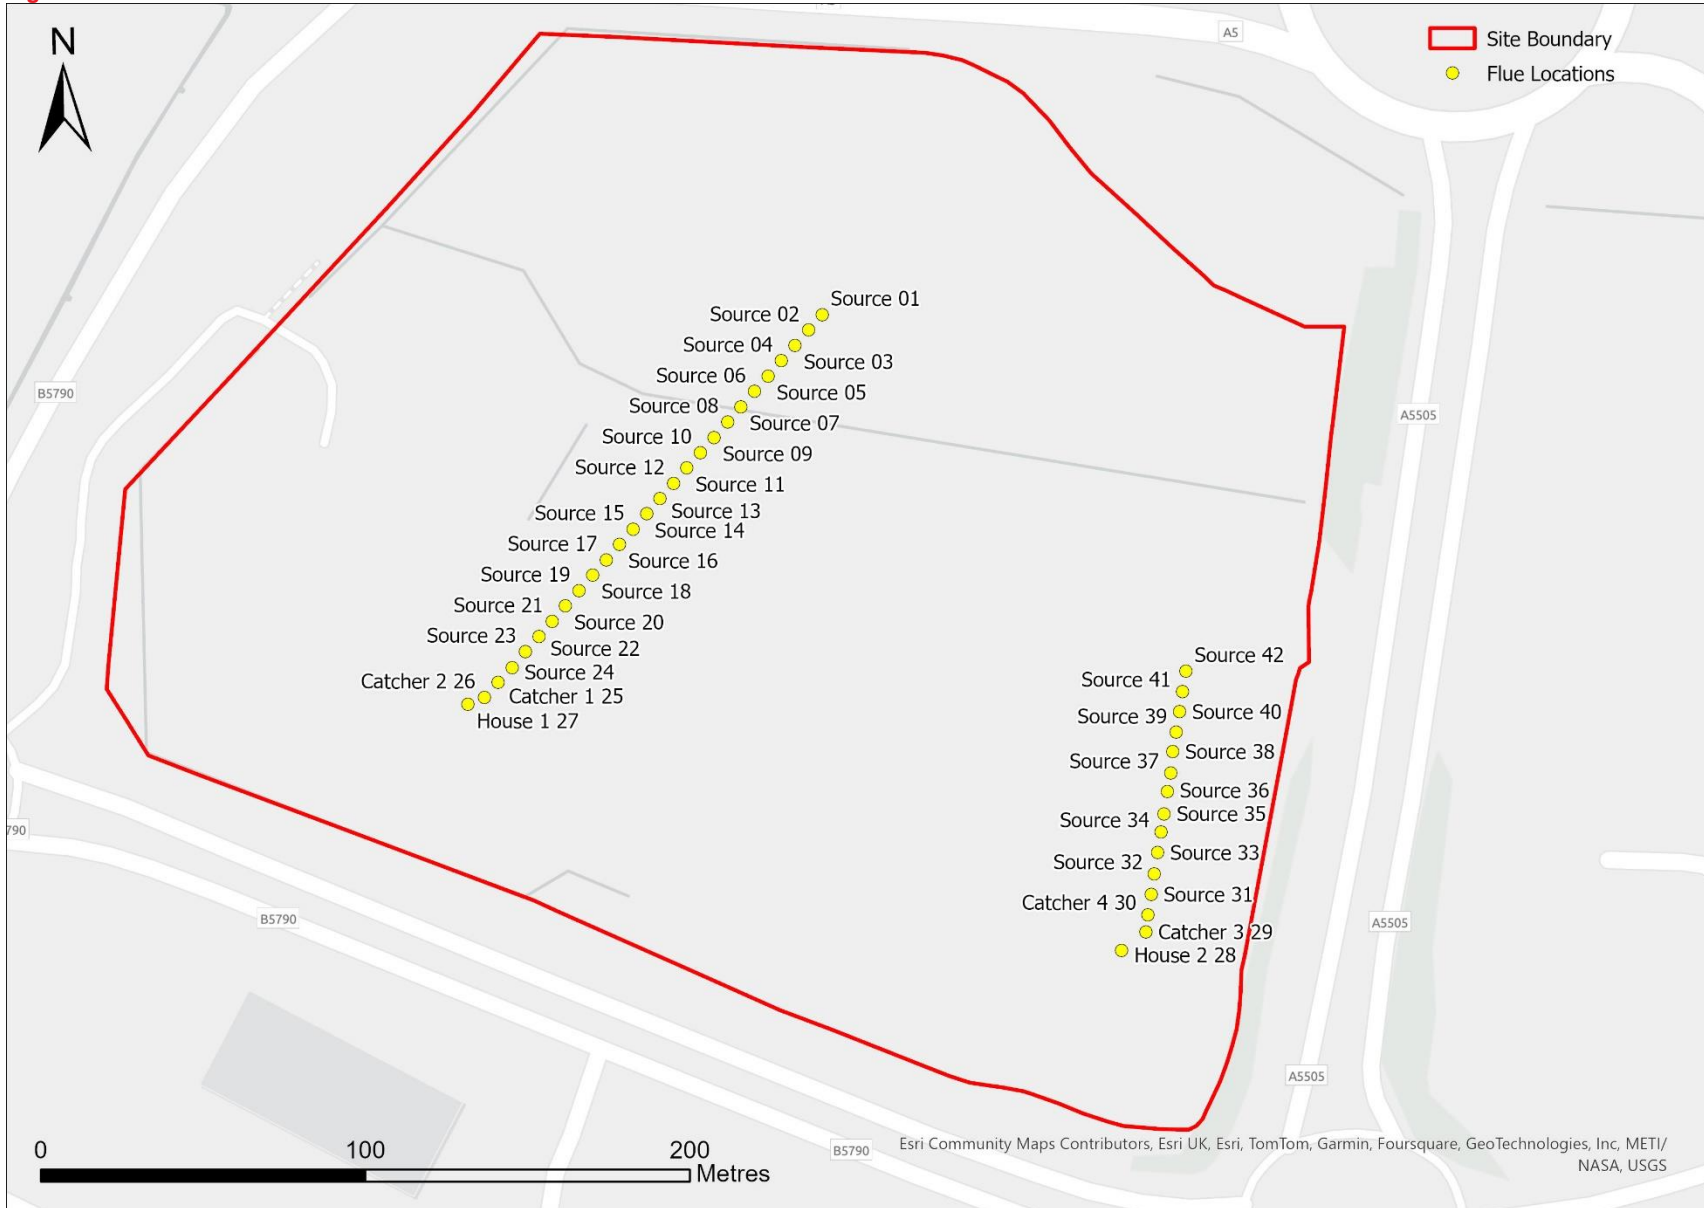 N
A5
Site Boundary
Flue Locations
Source 01
Source 02
Source 04
Source 03
Source 06
Source 05
B5790
Source 08
A5505
Source 07
Source 10
Source 09
Source 12
Source 11
Source 15
Source 13
Source 14
Source 17
Source 16
Source 19
Source 18
Source 21
Source 20
Source 23
Source 22
Source 24
Catcher 2 26
Catcher 1 25
House 1 27
Source 42
Source 41
Source 39
Source 40
Source 38
Source 37
Source 36
Source 35
Source 34
790
Source 33
Source 32
Source 31
Catcher 4 30
B5790
A5505
Catcher 3 29
House 2 28
A5505
0 100 200
Metres
B5790
Esri Community Maps Contributors, Esri UK, Esri, TomTom, Garmin, Foursquare, GeoTechnologies, Inc, METI/
NASA, USGS